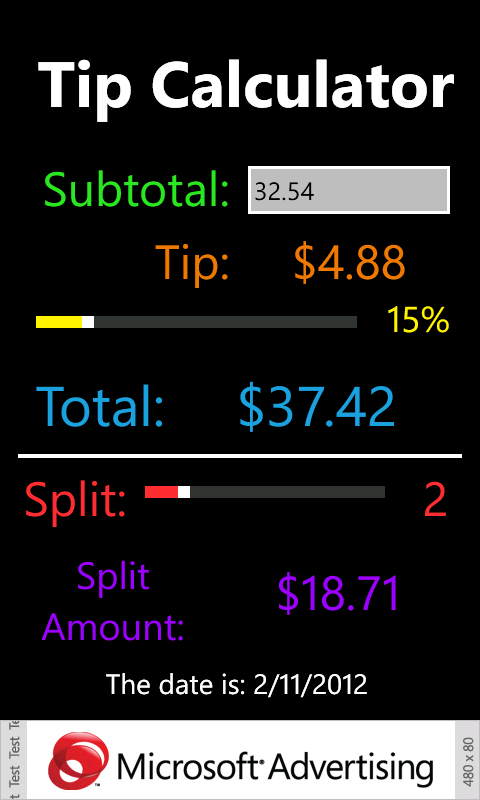 Tip Calculator
Subtotal: 32.54
Tip: $4.88
15%
Total: $37.42
Split: 2
Split
Amount: $18.71
The date is: 2/11/2012
Test Test Te
Microsoft® Advertising
480 x 80